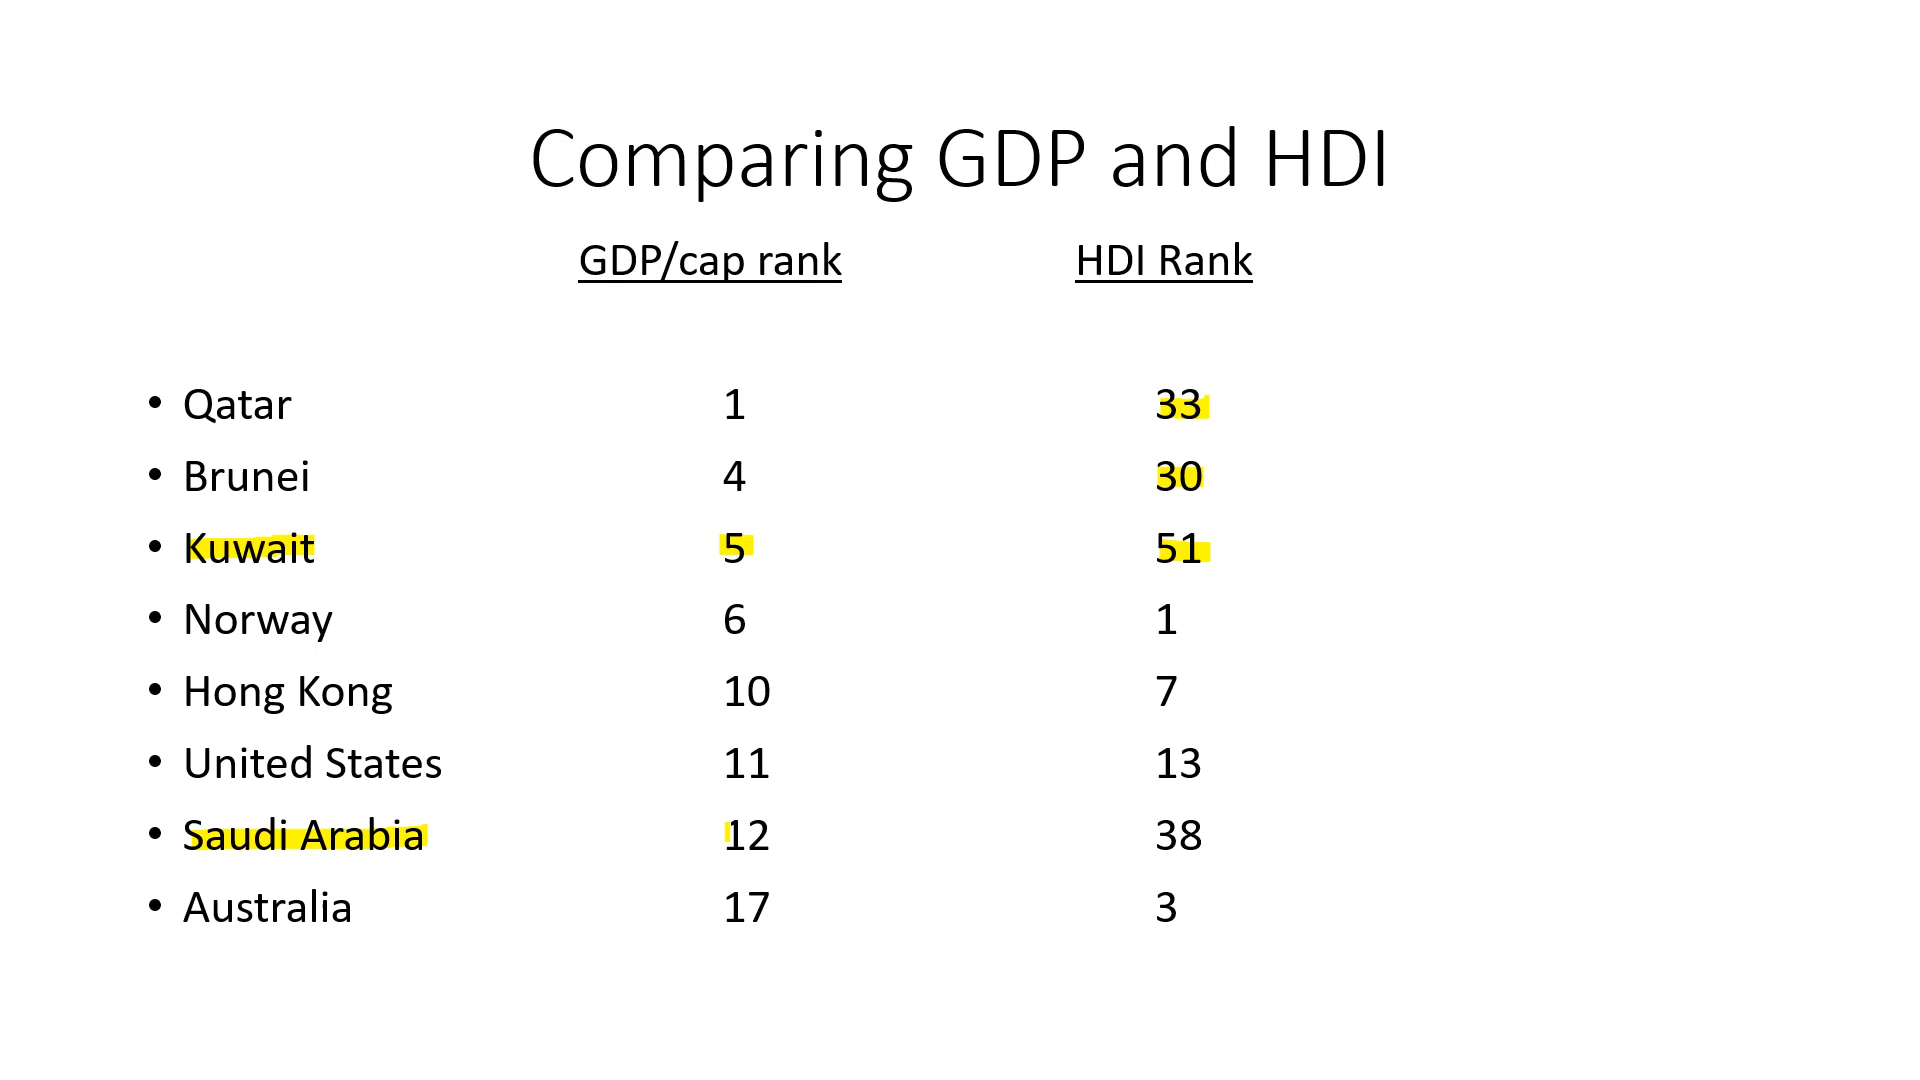 Comparing GDP and HDI
GDP/cap rank HDI Rank
• Qatar 1 33
• Brunei 4 30
• Kuwait 5 51
• Norway 6 1
• Hong Kong 10 7
• United States 11 13
• Saudi Arabia 12 38
• Australia 17 3